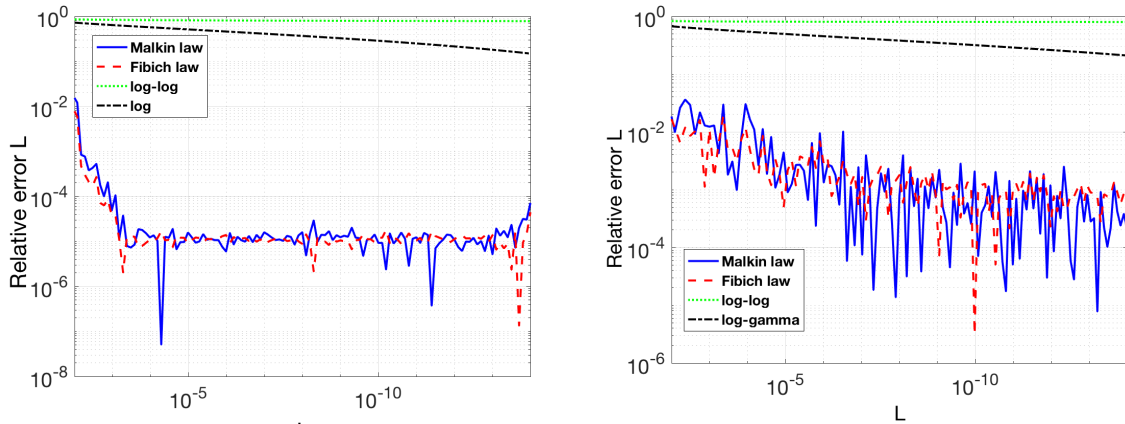 10^0
10^-2
10^-4
10^-6
10^-8
Relative error L
Malkin law
Fibich law
log-log
log
10^-5
10^-10
10^0
10^-2
10^-4
10^-6
Relative error L
Malkin law
Fibich law
log-log
log-gamma
10^-5
10^-10
L